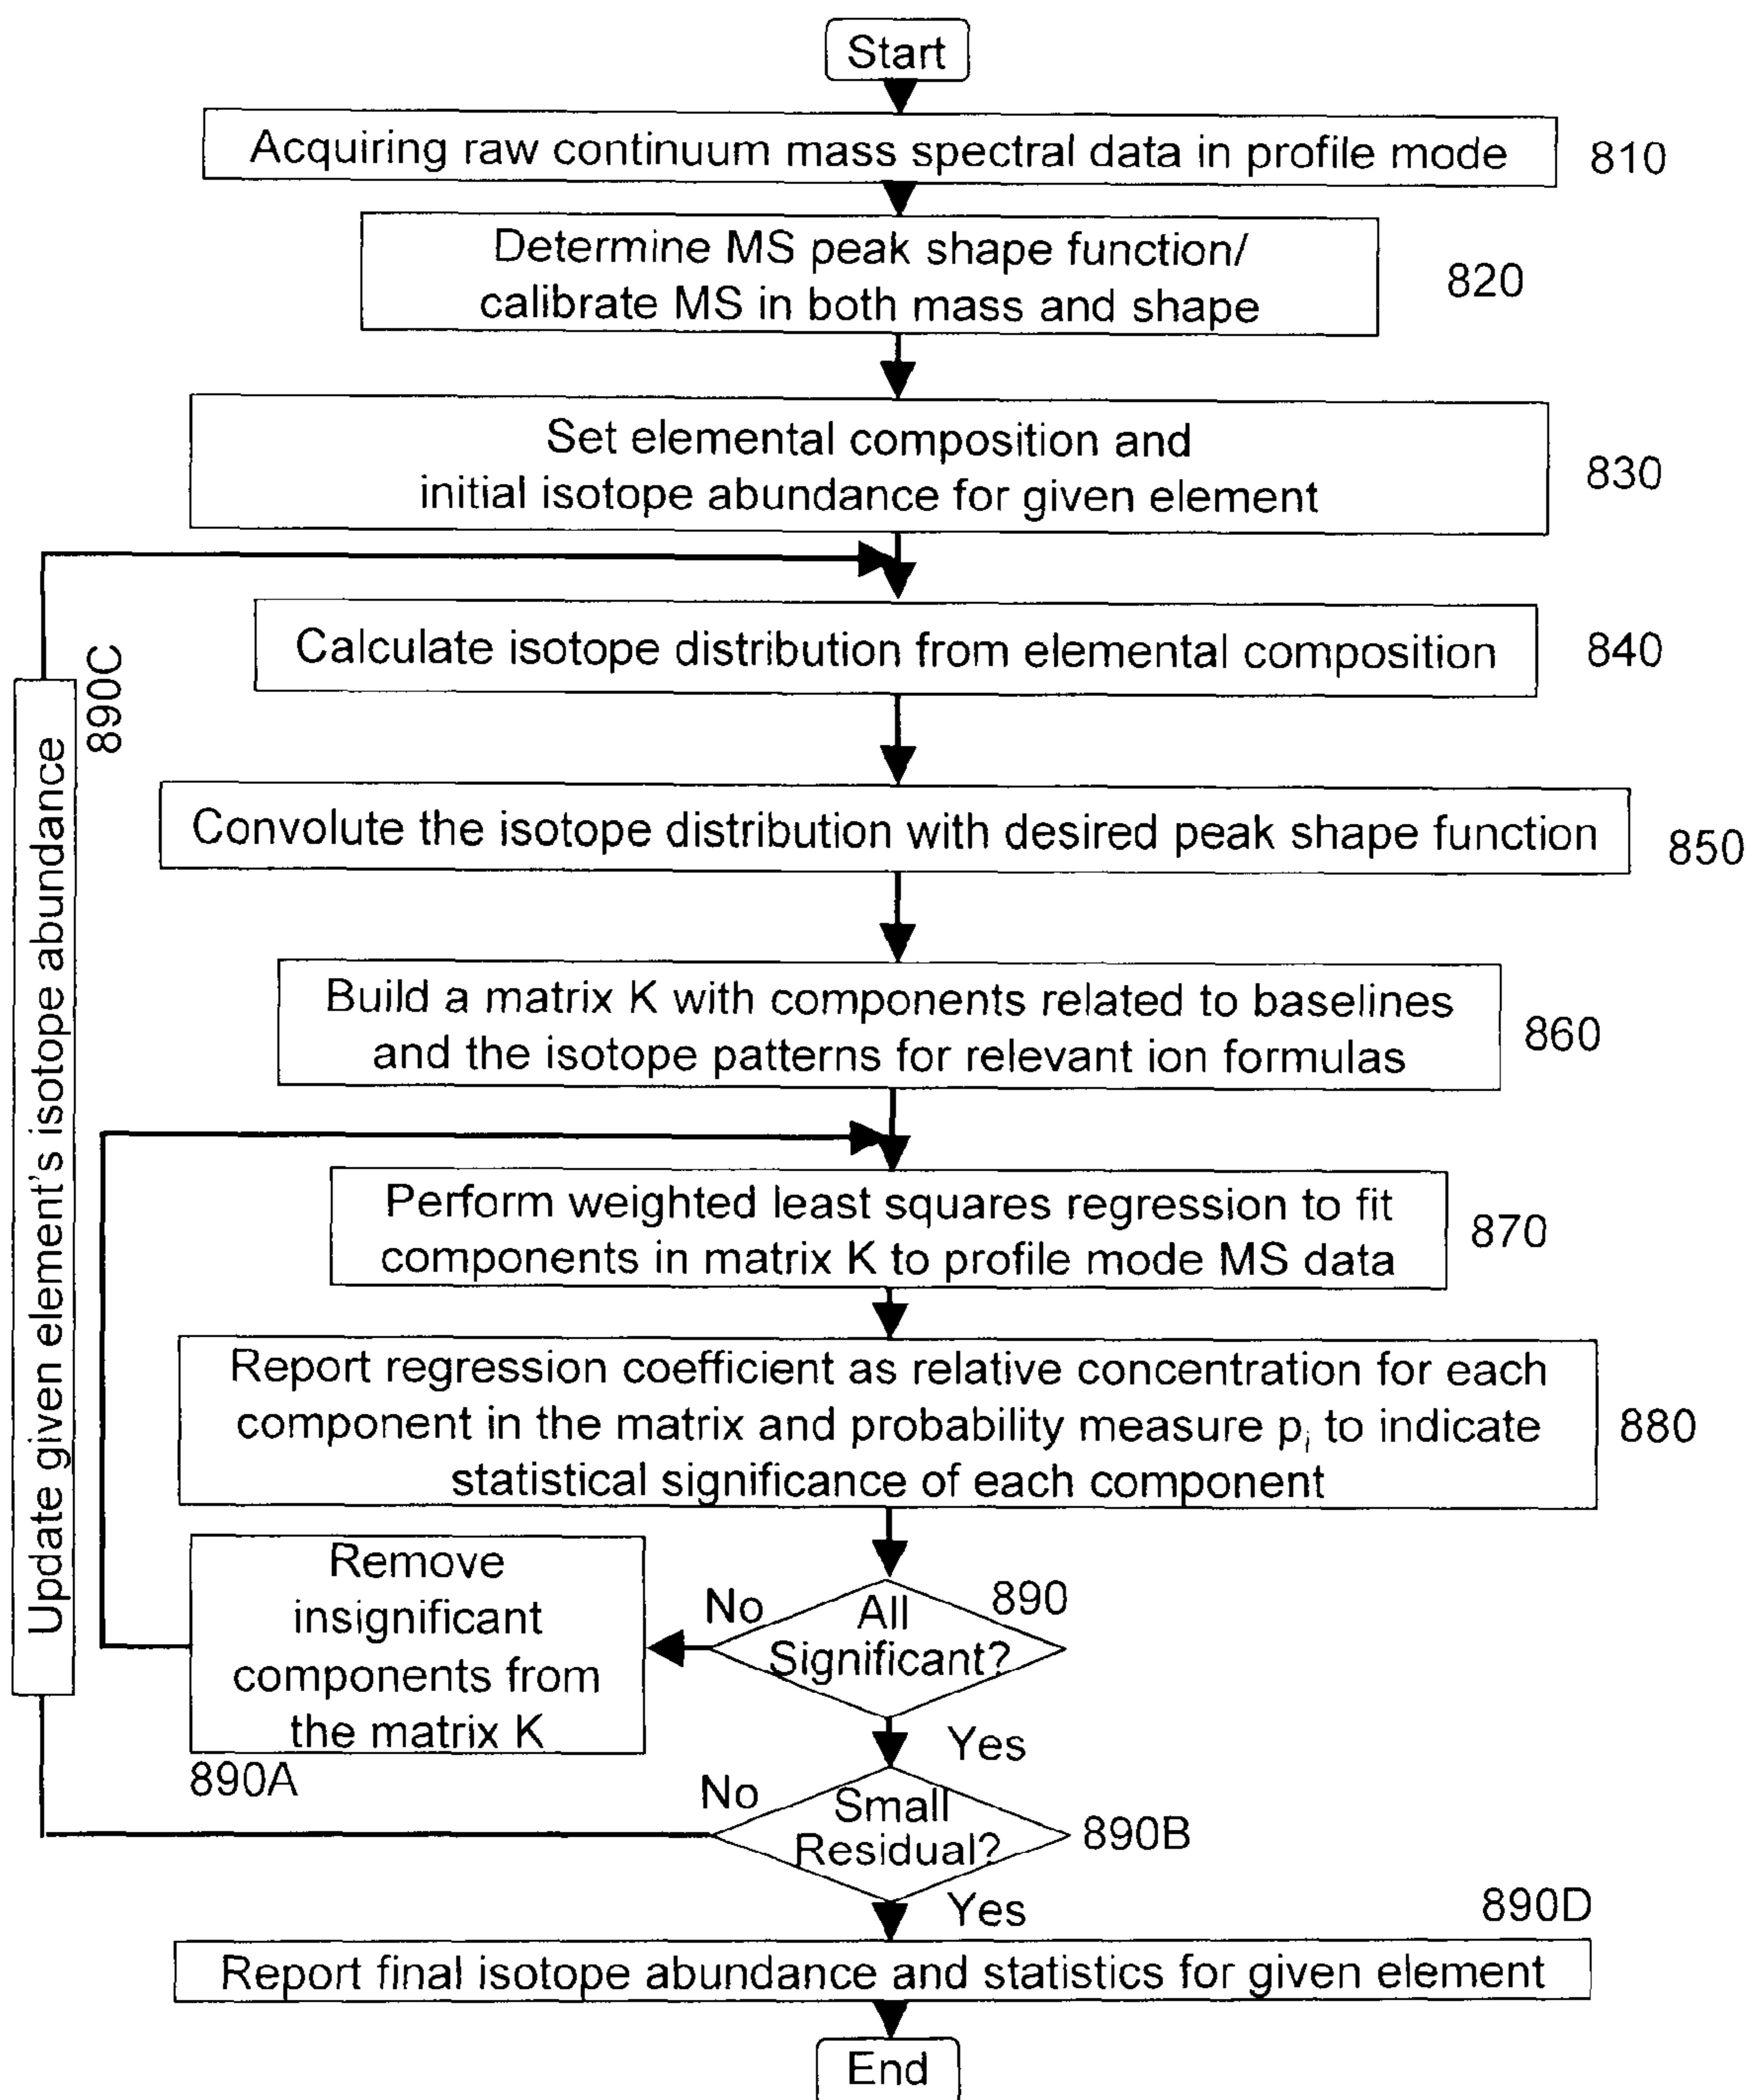 Start
Acquiring raw continuum mass spectral data in profile mode
810
Determine MS peak shape function/
calibrate MS in both mass and shape
820
Set elemental composition and
initial isotope abundance for given element
830
Calculate isotope distribution from elemental composition
840
Convolute the isotope distribution with desired peak shape function
850
Build a matrix K with components related to baselines
and the isotope patterns for relevant ion formulas
860
Perform weighted least squares regression to fit
components in matrix K to profile mode MS data
870
Report regression coefficient as relative concentration for each
component in the matrix and probability measure pi to indicate
statistical significance of each component
880
All
Significant?
890
No
Remove
insignificant
components from
the matrix K
890A
Yes
Small
Residual?
890B
No
Update given element's isotope abundance
890C
Yes
890D
Report final isotope abundance and statistics for given element
End